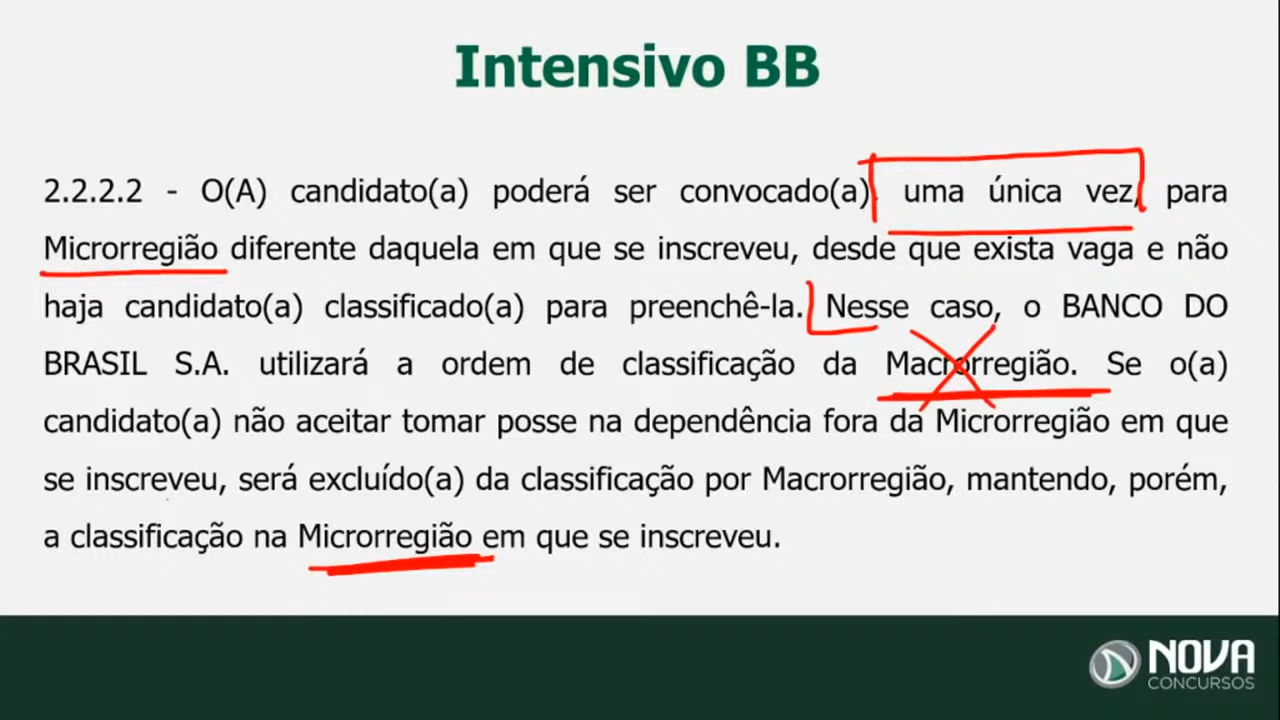 Intensivo BB
2.2.2.2 - O(A) candidato(a) poderá ser convocado(a), uma única vez, para
Microrregião diferente daquela em que se inscreveu, desde que exista vaga e não
haja candidato(a) classificado(a) para preenchê-la. Nesse caso, o BANCO DO
BRASIL S.A. utilizará a ordem de classificação da Macrorregião. Se o(a)
candidato(a) não aceitar tomar posse na dependência fora da Microrregião em que
se inscreveu, será excluído(a) da classificação por Macrorregião, mantendo, porém,
a classificação na Microrregião em que se inscreveu.
NOVA
CONCURSOS